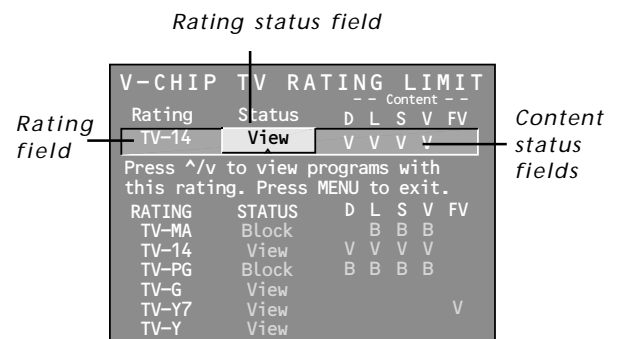 Rating status field
V-CHIP TV RATING LIMIT
-- Content --
Rating Status D L S V FV
Rating field
TV-14 View V V V V
Content status fields
Press ^/v to view programs with
this rating. Press MENU to exit.
RATING STATUS D L S V FV
TV-MA Block B B B
TV-14 View V V V V
TV-PG Block B B B B
TV-G View
TV-Y7 View V
TV-Y View